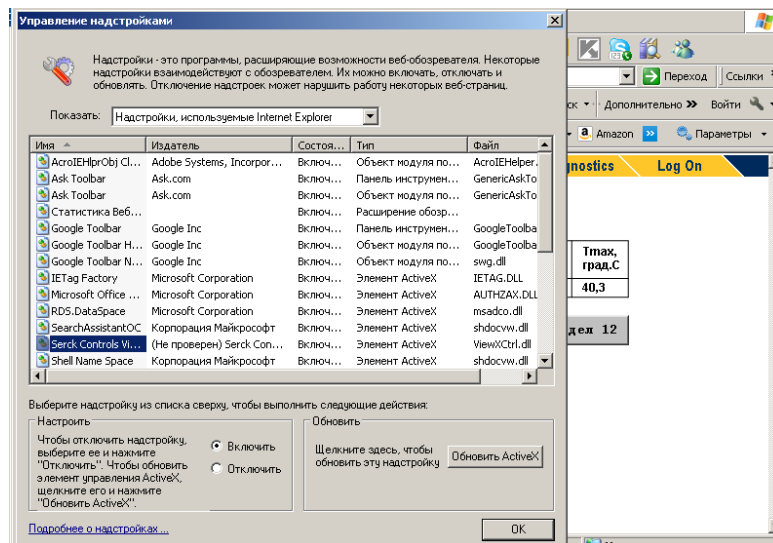 Управление надстройками
Надстройки - это программы, расширяющие возможности веб-обозревателя. Некоторые
надстройки взаимодействуют с обозревателем. Их можно включать, отключать и
обновлять. Отключение надстроек может нарушить работу некоторых веб-страниц.
Показать: Надстройки, используемые Internet Explorer
Имя Издатель Состоя... Тип Файл
AcroIEHlprObj Cl... Adobe Systems, Incorpor... Включ... Объект модуля по... AcroIEHelper.
Ask Toolbar Ask.com Включ... Панель инструмен... GenericAskTo
Ask Toolbar Ask.com Включ... Объект модуля по... GenericAskTo
Статистика Веб... Включ... Расширение обозр...
Google Toolbar Google Inc Включ... Панель инструмен... GoogleToolba
Google Toolbar H... Google Inc Включ... Объект модуля по... GoogleToolba
Google Toolbar N... Google Inc Включ... Объект модуля по... swg.dll
IETag Factory Microsoft Corporation Включ... Элемент ActiveX IETAG.DLL
Microsoft Office ... Microsoft Corporation Включ... Элемент ActiveX AUTHZAX.DLL
RDS.DataSpace Microsoft Corporation Включ... Элемент ActiveX msadco.dll
SearchAssistantOC Корпорация Майкрософт Включ... Элемент ActiveX shdocvw.dll
Serck Controls Vi... (Не проверен) Serck Con... Включ... Элемент ActiveX ViewXCtrl.dll
Shell Name Space Корпорация Майкрософт Включ... Элемент ActiveX shdocvw.dll
Выберите надстройку из списка сверху, чтобы выполнить следующие действия:
Настроить
Чтобы отключить надстройку,
выберите ее и нажмите
"Отключить". Чтобы обновить
элемент управления ActiveX,
щелкните его и нажмите
"Обновить ActiveX".
Включить
Отключить
Обновить
Щелкните здесь, чтобы
обновить эту надстройку
Обновить ActiveX
Подробнее о надстройках ...
OK
Переход Ссылки
ск Дополнительно Войти
Amazon Параметры
gnostics Log On
Tmax,
град.С
40,3
дел 12